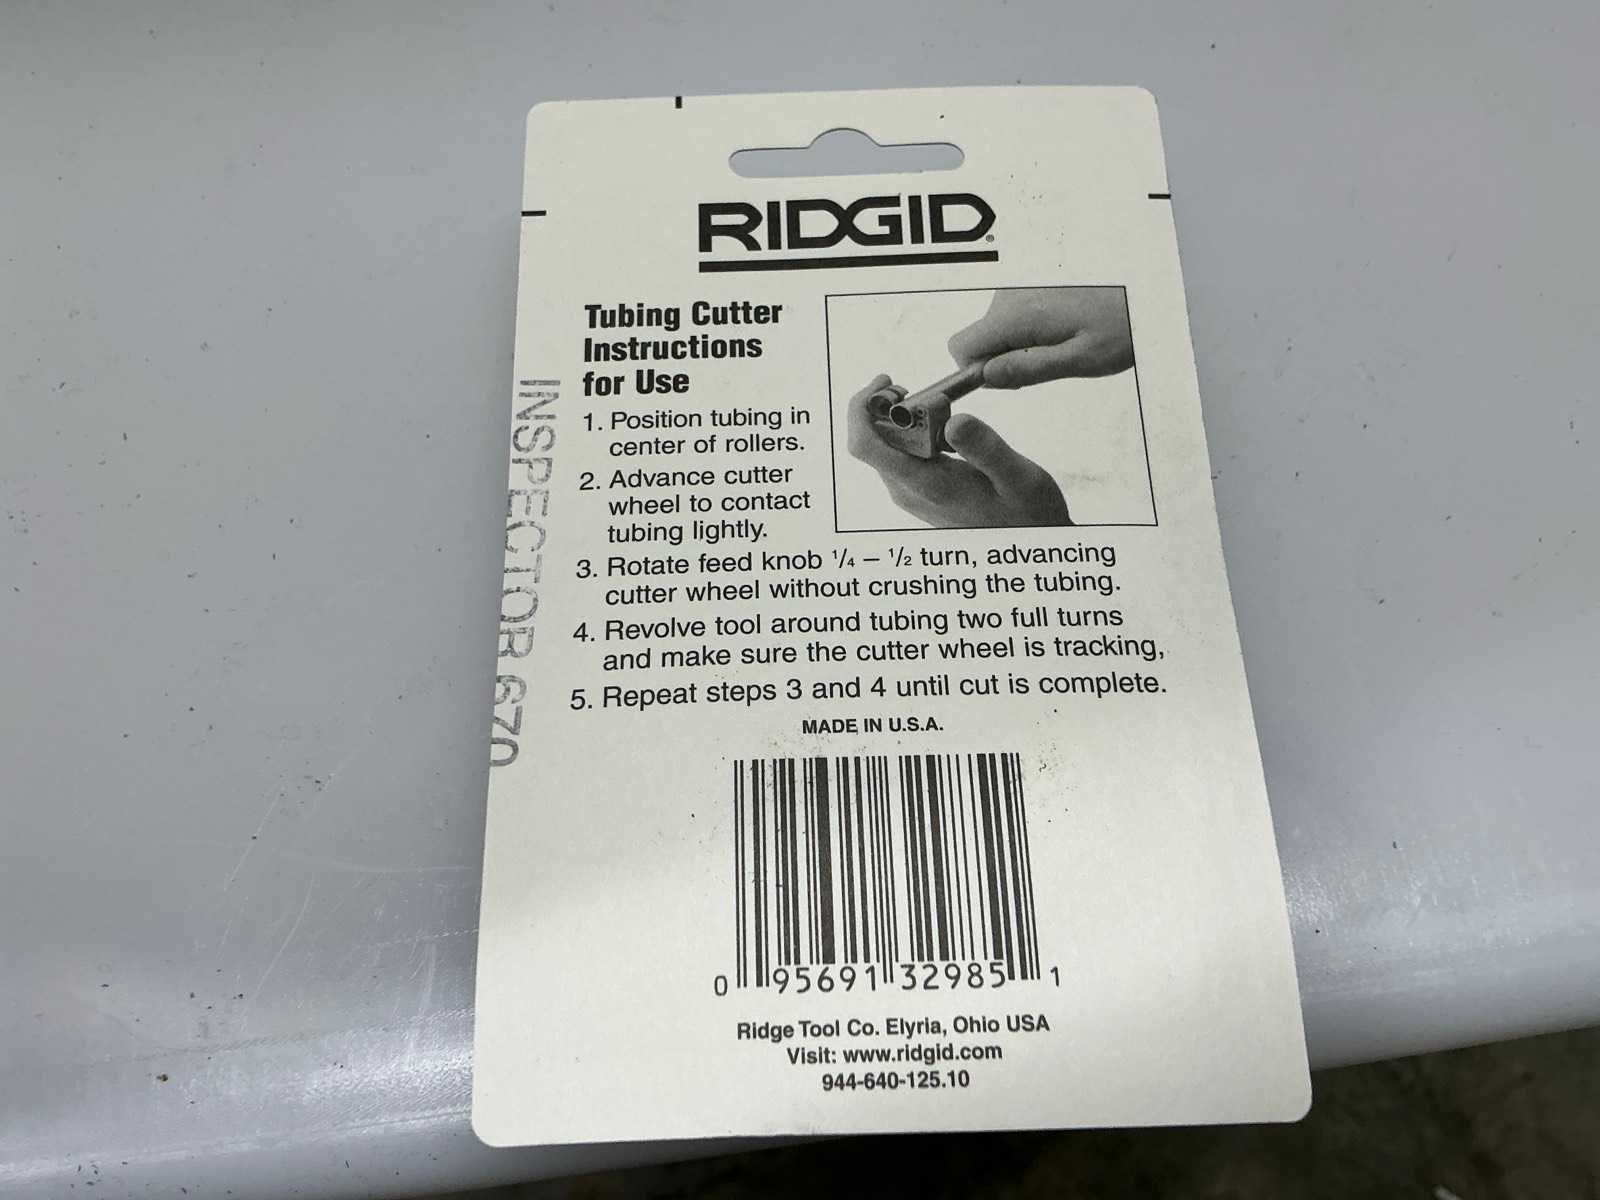 RIDGID®
Tubing Cutter
Instructions
for Use
1. Position tubing in
center of rollers.
2. Advance cutter
wheel to contact
tubing lightly.
3. Rotate feed knob 1/4 – 1/2 turn, advancing
cutter wheel without crushing the tubing.
4. Revolve tool around tubing two full turns
and make sure the cutter wheel is tracking,
5. Repeat steps 3 and 4 until cut is complete.
MADE IN U.S.A.
0 95691 32985 1
Ridge Tool Co. Elyria, Ohio USA
Visit: www.ridgid.com
944-640-125.10
INSPECTOR 670